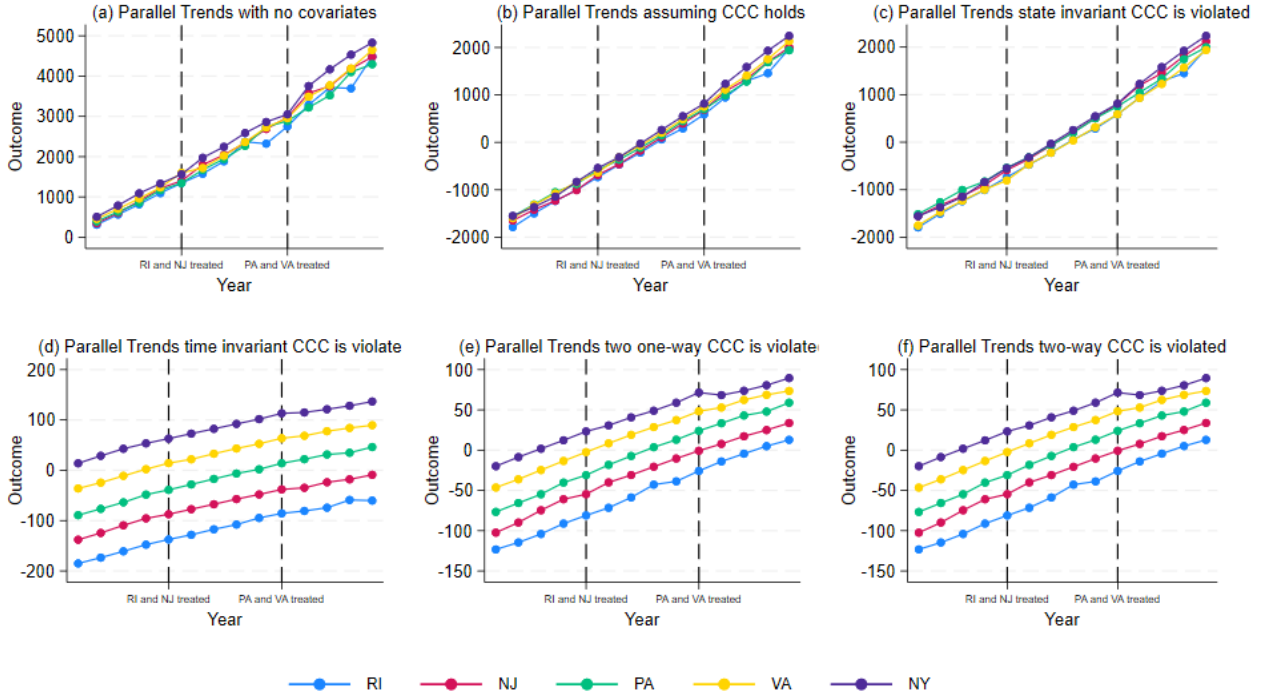 (a) Parallel Trends with no covariates
Outcome
5000
4000
3000
2000
1000
0
RI and NJ treated
PA and VA treated
Year
(b) Parallel Trends assuming CCC holds
Outcome
2000
1000
0
-1000
-2000
RI and NJ treated
PA and VA treated
Year
(c) Parallel Trends state invariant CCC is violated
Outcome
2000
1000
0
-1000
-2000
RI and NJ treated
PA and VA treated
Year
(d) Parallel Trends time invariant CCC is violate
Outcome
200
100
0
-100
-200
RI and NJ treated
PA and VA treated
Year
(e) Parallel Trends two one-way CCC is violate
Outcome
100
50
0
-50
-100
-150
RI and NJ treated
PA and VA treated
Year
(f) Parallel Trends two-way CCC is violated
Outcome
100
50
0
-50
-100
-150
RI and NJ treated
PA and VA treated
Year
RI NJ PA VA NY